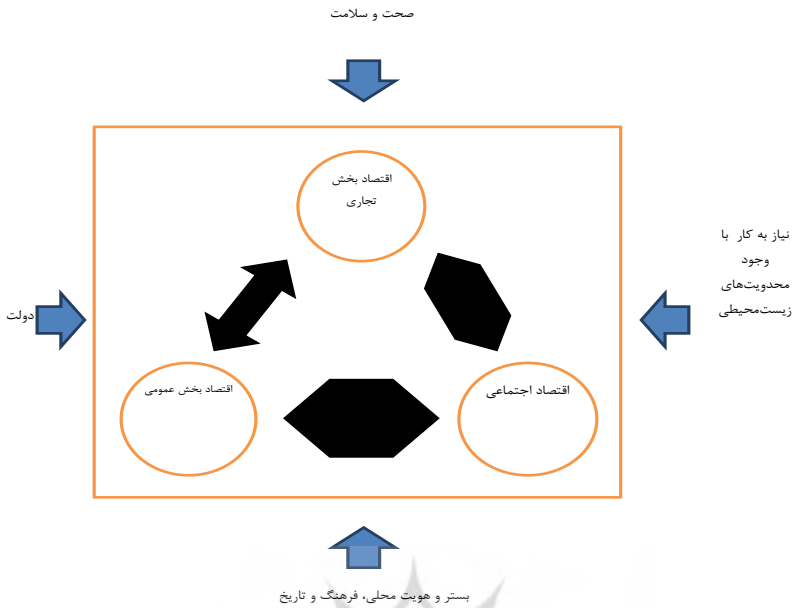 صحت و سلامت
اقتصاد بخش
تجاری
نیاز به کار با
وجود
محدویت‌های
زیست‌محیطی
دولت
اقتصاد اجتماعی
اقتصاد بخش عمومی
بستر و هویت محلی، فرهنگ و تاریخ